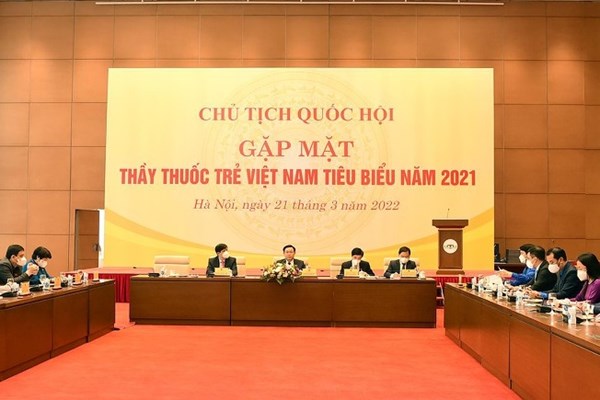 CHỦ TỊCH QUỐC HỘI
GẶP MẶT
THẦY THUỐC TRẺ VIỆT NAM TIÊU BIỂU NĂM 2021
Hà Nội, ngày 21 tháng 3 năm 2022